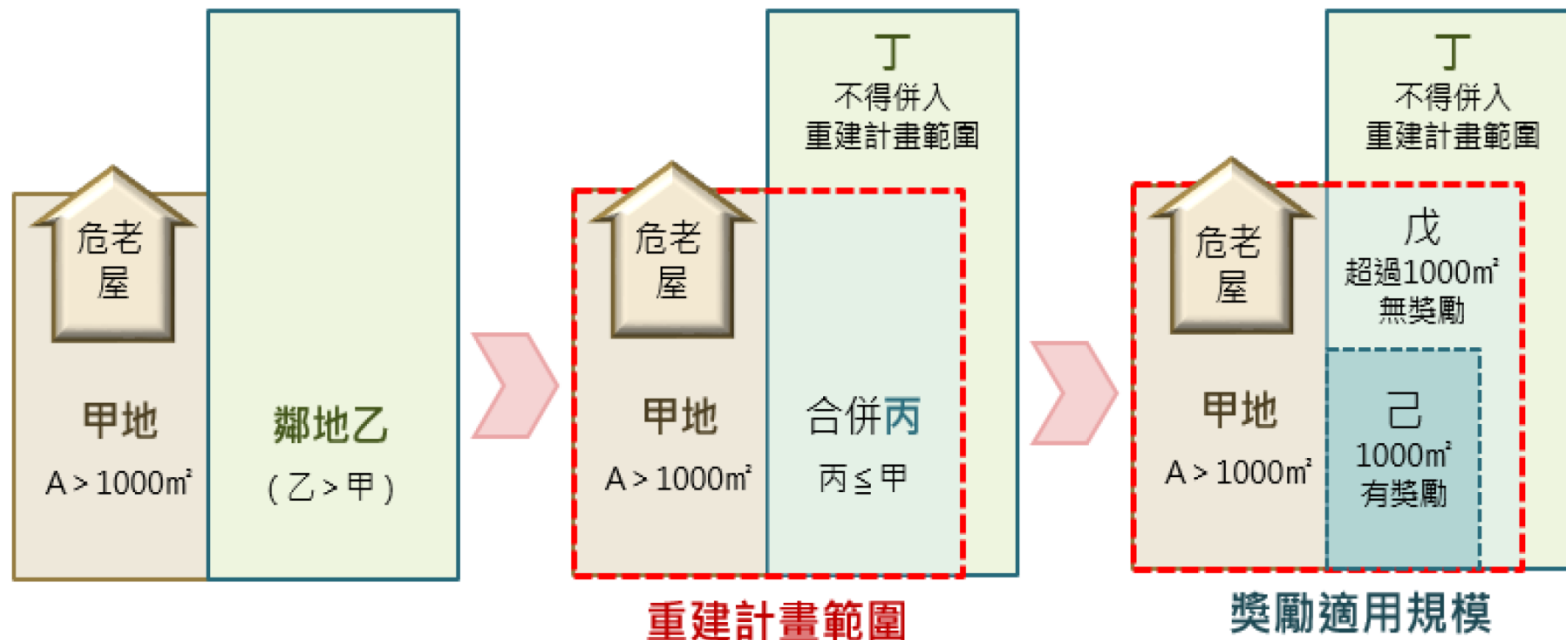 危老
屋
甲地
A > 1000㎡
鄰地乙
( 乙 > 甲 )
危老
屋
甲地
A > 1000㎡
丁
不得併入
重建計畫範圍
合併丙
丙 ≦ 甲
重建計畫範圍
危老
屋
甲地
A > 1000㎡
丁
不得併入
重建計畫範圍
戊
超過1000㎡
無獎勵
己
1000㎡
有獎勵
獎勵適用規模